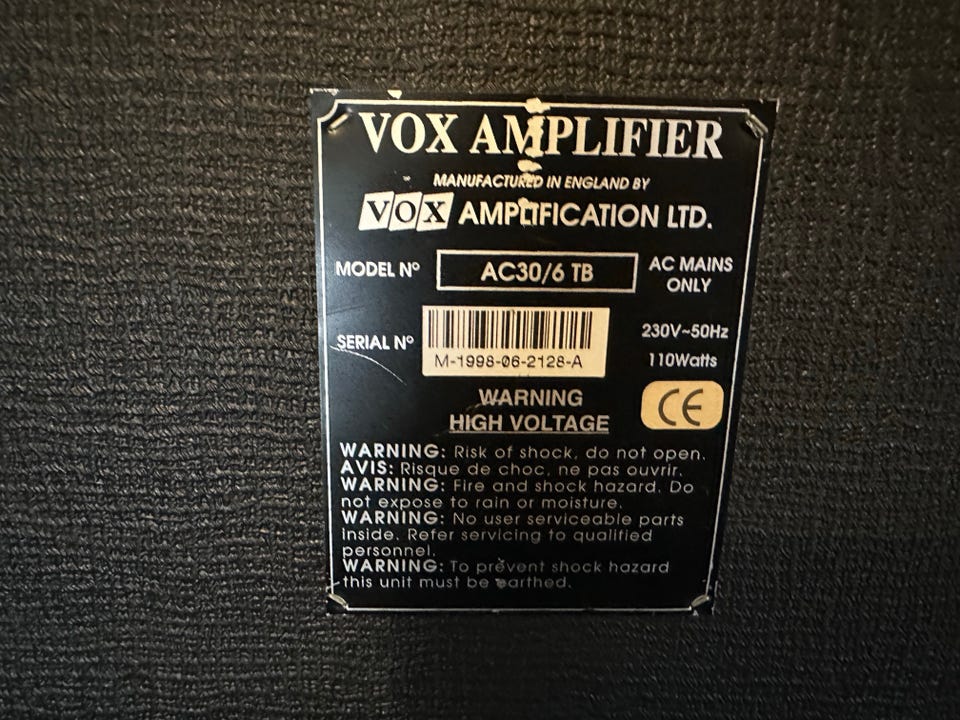 VOX AMPLIFIER
MANUFACTURED IN ENGLAND BY
VOX AMPLIFICATION LTD.
MODEL Nº AC30/6 TB AC MAINS ONLY
SERIAL Nº M-1998-06-2128-A 230V~50Hz
110Watts
WARNING CE
HIGH VOLTAGE
WARNING: Risk of shock, do not open.
AVIS: Risque de choc, ne pas ouvrir.
WARNING: Fire and shock hazard. Do
not expose to rain or moisture.
WARNING: No user serviceable parts
inside. Refer servicing to qualified
personnel.
WARNING: To prevent shock hazard
this unit must be earthed.